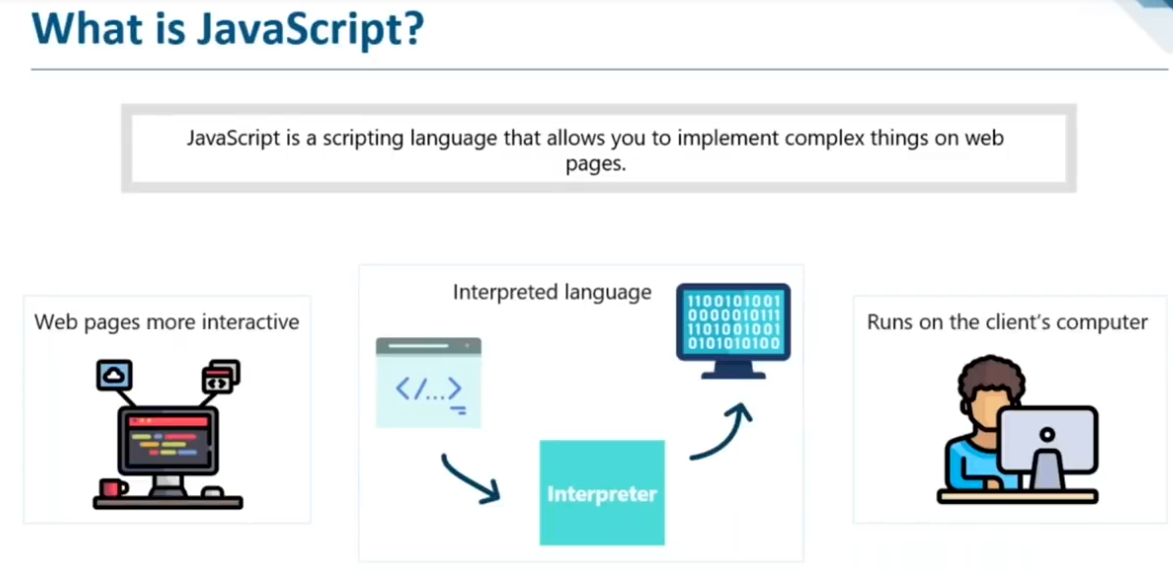 What is JavaScript?
JavaScript is a scripting language that allows you to implement complex things on web
pages.
Web pages more interactive
Interpreted language
</...>
1100101001
0000010111
1101001001
0101010100
Interpreter
Runs on the client's computer